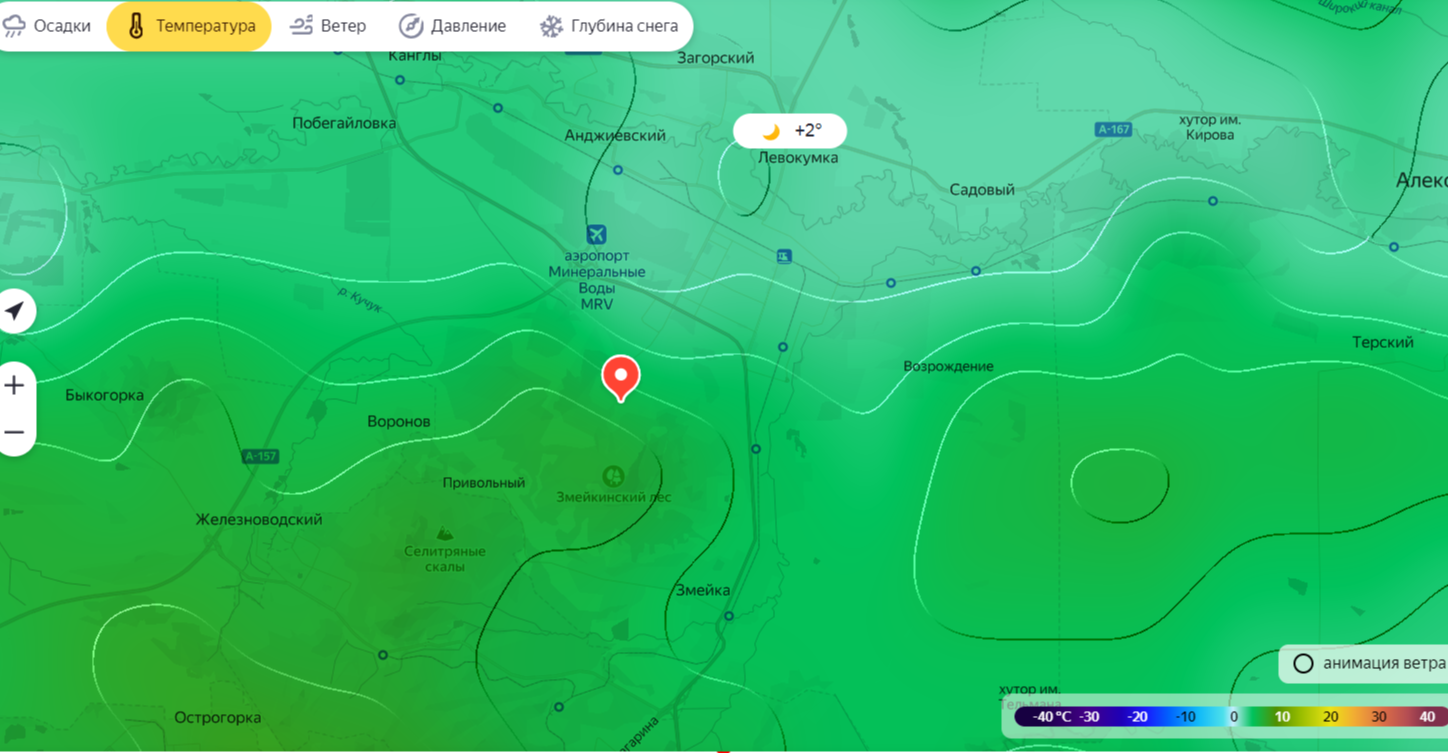 Осадки
Температура
Ветер
Давление
Глубина снега
Широкий канал
Канглы
Загорский
Побегайловка
Анджиевский
+2°
Левокумка
А-167
хутор им.
Кирова
Садовый
Алекс
аэропорт
Минеральные
Воды
MRV
р. Кучук
Терский
Возрождение
+
Быкогорка
Воронов
−
А-157
Привольный
Змейкинский лес
Железноводский
Селитряные
скалы
Змейка
анимация ветра
хутор им.
Тельмана
-40 °C -30 -20 -10 0 10 20 30 40
Острогорка
агарина